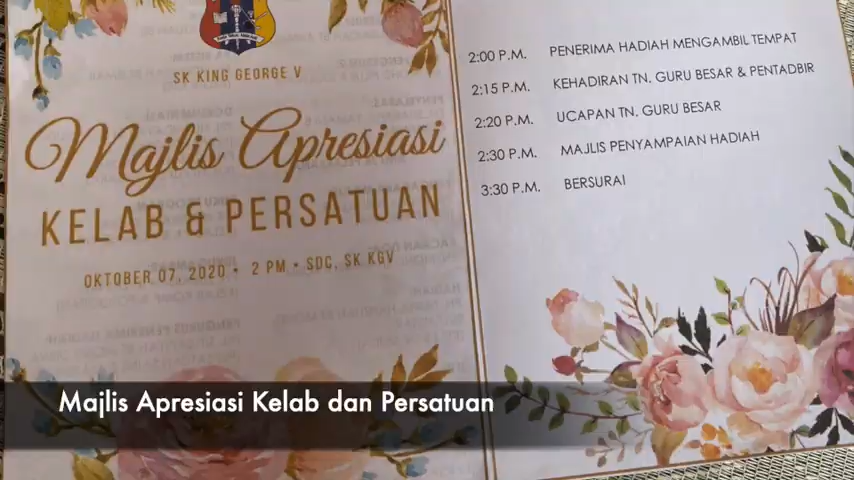 SK KING GEORGE V
Majlis Apresiasi
KELAB & PERSATUAN
OKTOBER 07, 2020 • 2 PM • SDC, SK KGV
2:00 P.M. PENERIMA HADIAH MENGAMBIL TEMPAT
2:15 P.M. KEHADIRAN TN. GURU BESAR & PENTADBIR
2:20 P.M. UCAPAN TN. GURU BESAR
2:30 P.M. MAJLIS PENYAMPAIAN HADIAH
3:30 P.M. BERSURAI
Majlis Apresiasi Kelab dan Persatuan